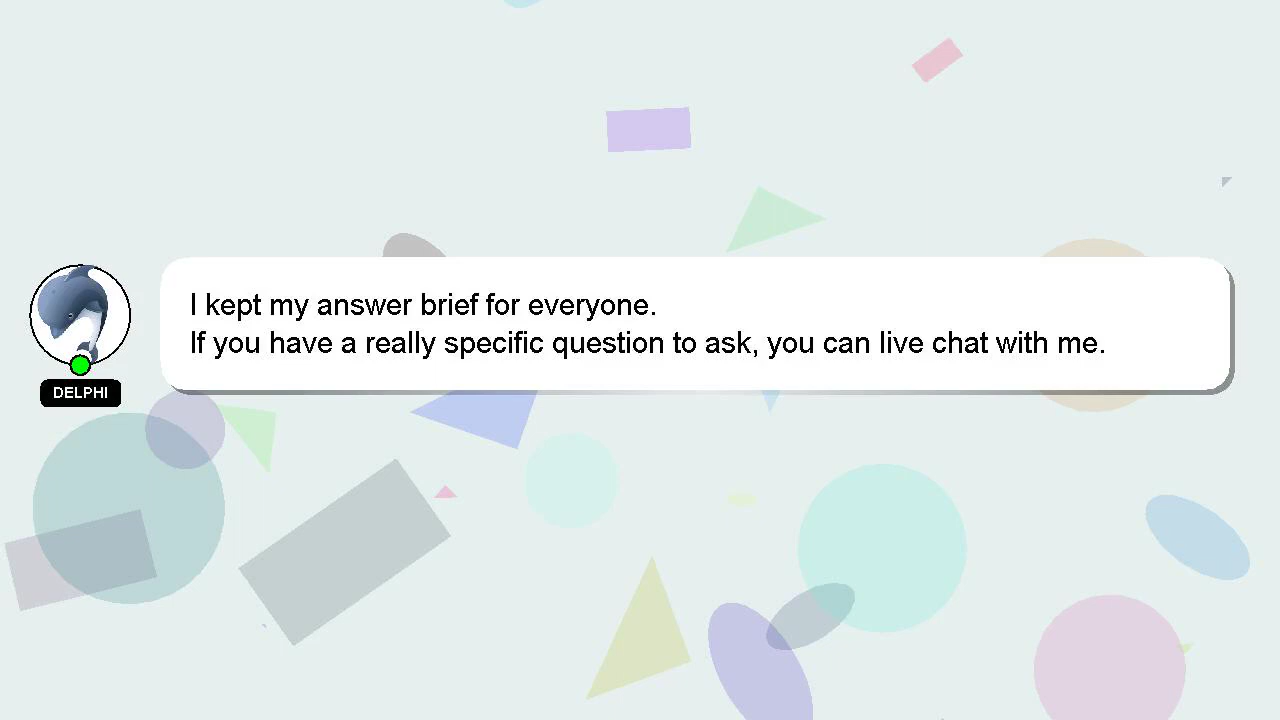 I kept my answer brief for everyone.
If you have a really specific question to ask, you can live chat with me.
DELPHI